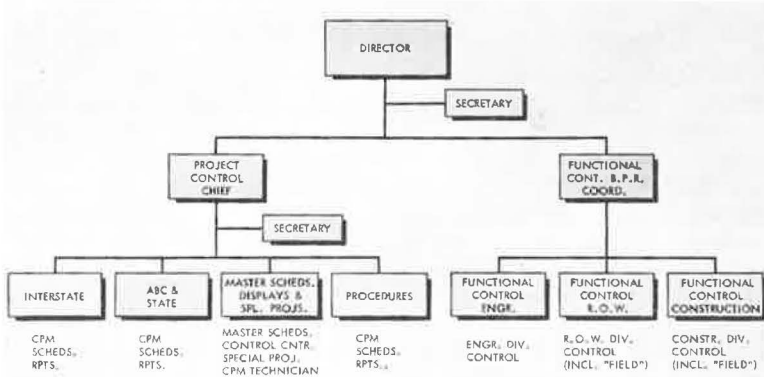 DIRECTOR
SECRETARY
PROJECT
CONTROL
CHIEF
FUNCTIONAL
CONT. B.P.R.
COORD.
SECRETARY
INTERSTATE
ABC &
STATE
MASTER SCHEDS.
DISPLAYS &
SPL. PROJS.
PROCEDURES
FUNCTIONAL
CONTROL
ENGR.
FUNCTIONAL
CONTROL
R.O.W.
FUNCTIONAL
CONTROL
CONSTRUCTION
CPM
SCHEDS.
RPTS.
CPM
SCHEDS.
RPTS.
MASTER SCHEDS.
CONTROL CNTR.
SPECIAL PROJ.
CPM TECHNICIAN
CPM
SCHEDS.
RPTS.
ENGR. DIV.
CONTROL
R.O.W. DIV.
CONTROL
(INCL. "FIELD")
CONSTR. DIV.
CONTROL
(INCL. "FIELD")